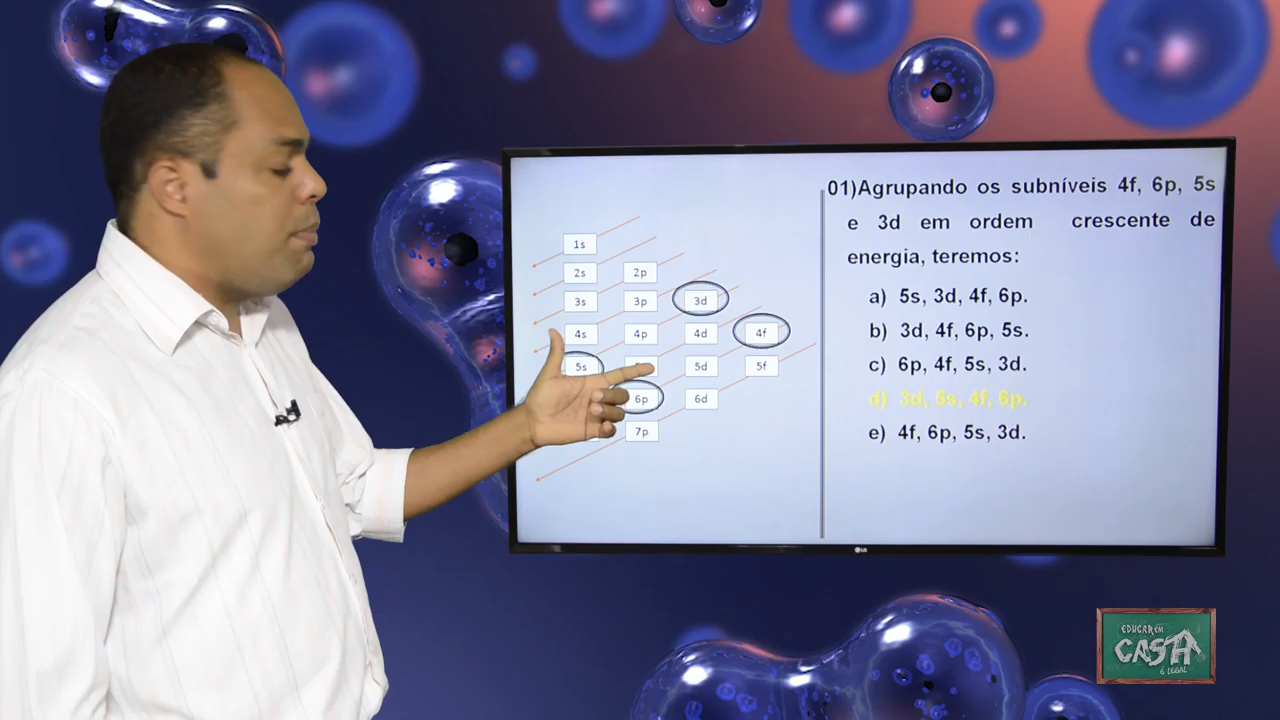 1s
2s 2p
3s 3p 3d
4s 4p 4d 4f
5s 5d 5f
6p 6d
7p
01)Agrupando os subníveis 4f, 6p, 5s
e 3d em ordem crescente de
energia, teremos:
a) 5s, 3d, 4f, 6p.
b) 3d, 4f, 6p, 5s.
c) 6p, 4f, 5s, 3d.
d) 3d, 5s, 4f, 6p.
e) 4f, 6p, 5s, 3d.
LG
EDUCAR EM
CASA
É LEGAL